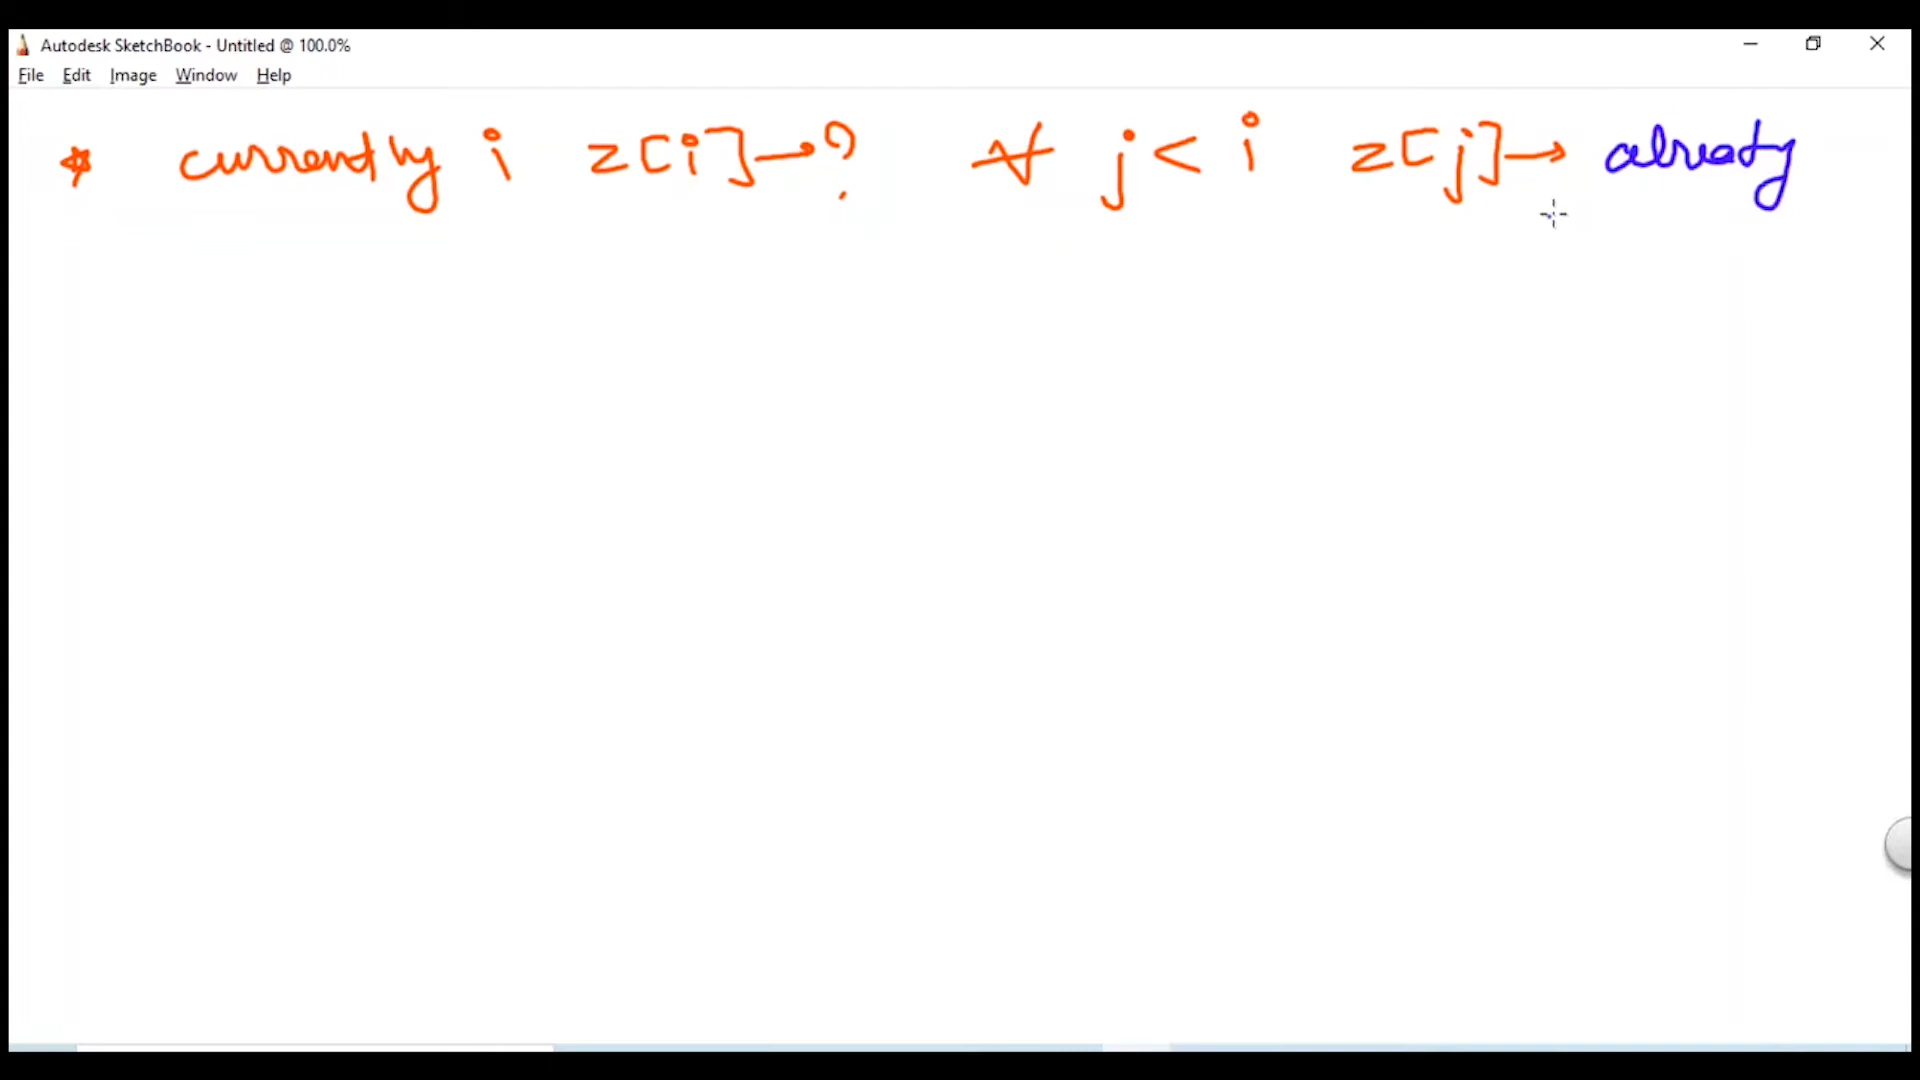 Autodesk SketchBook - Untitled @ 100.0%
File Edit Image Window Help
* currently i z[i]→? ∀ j < i z[j]→ already